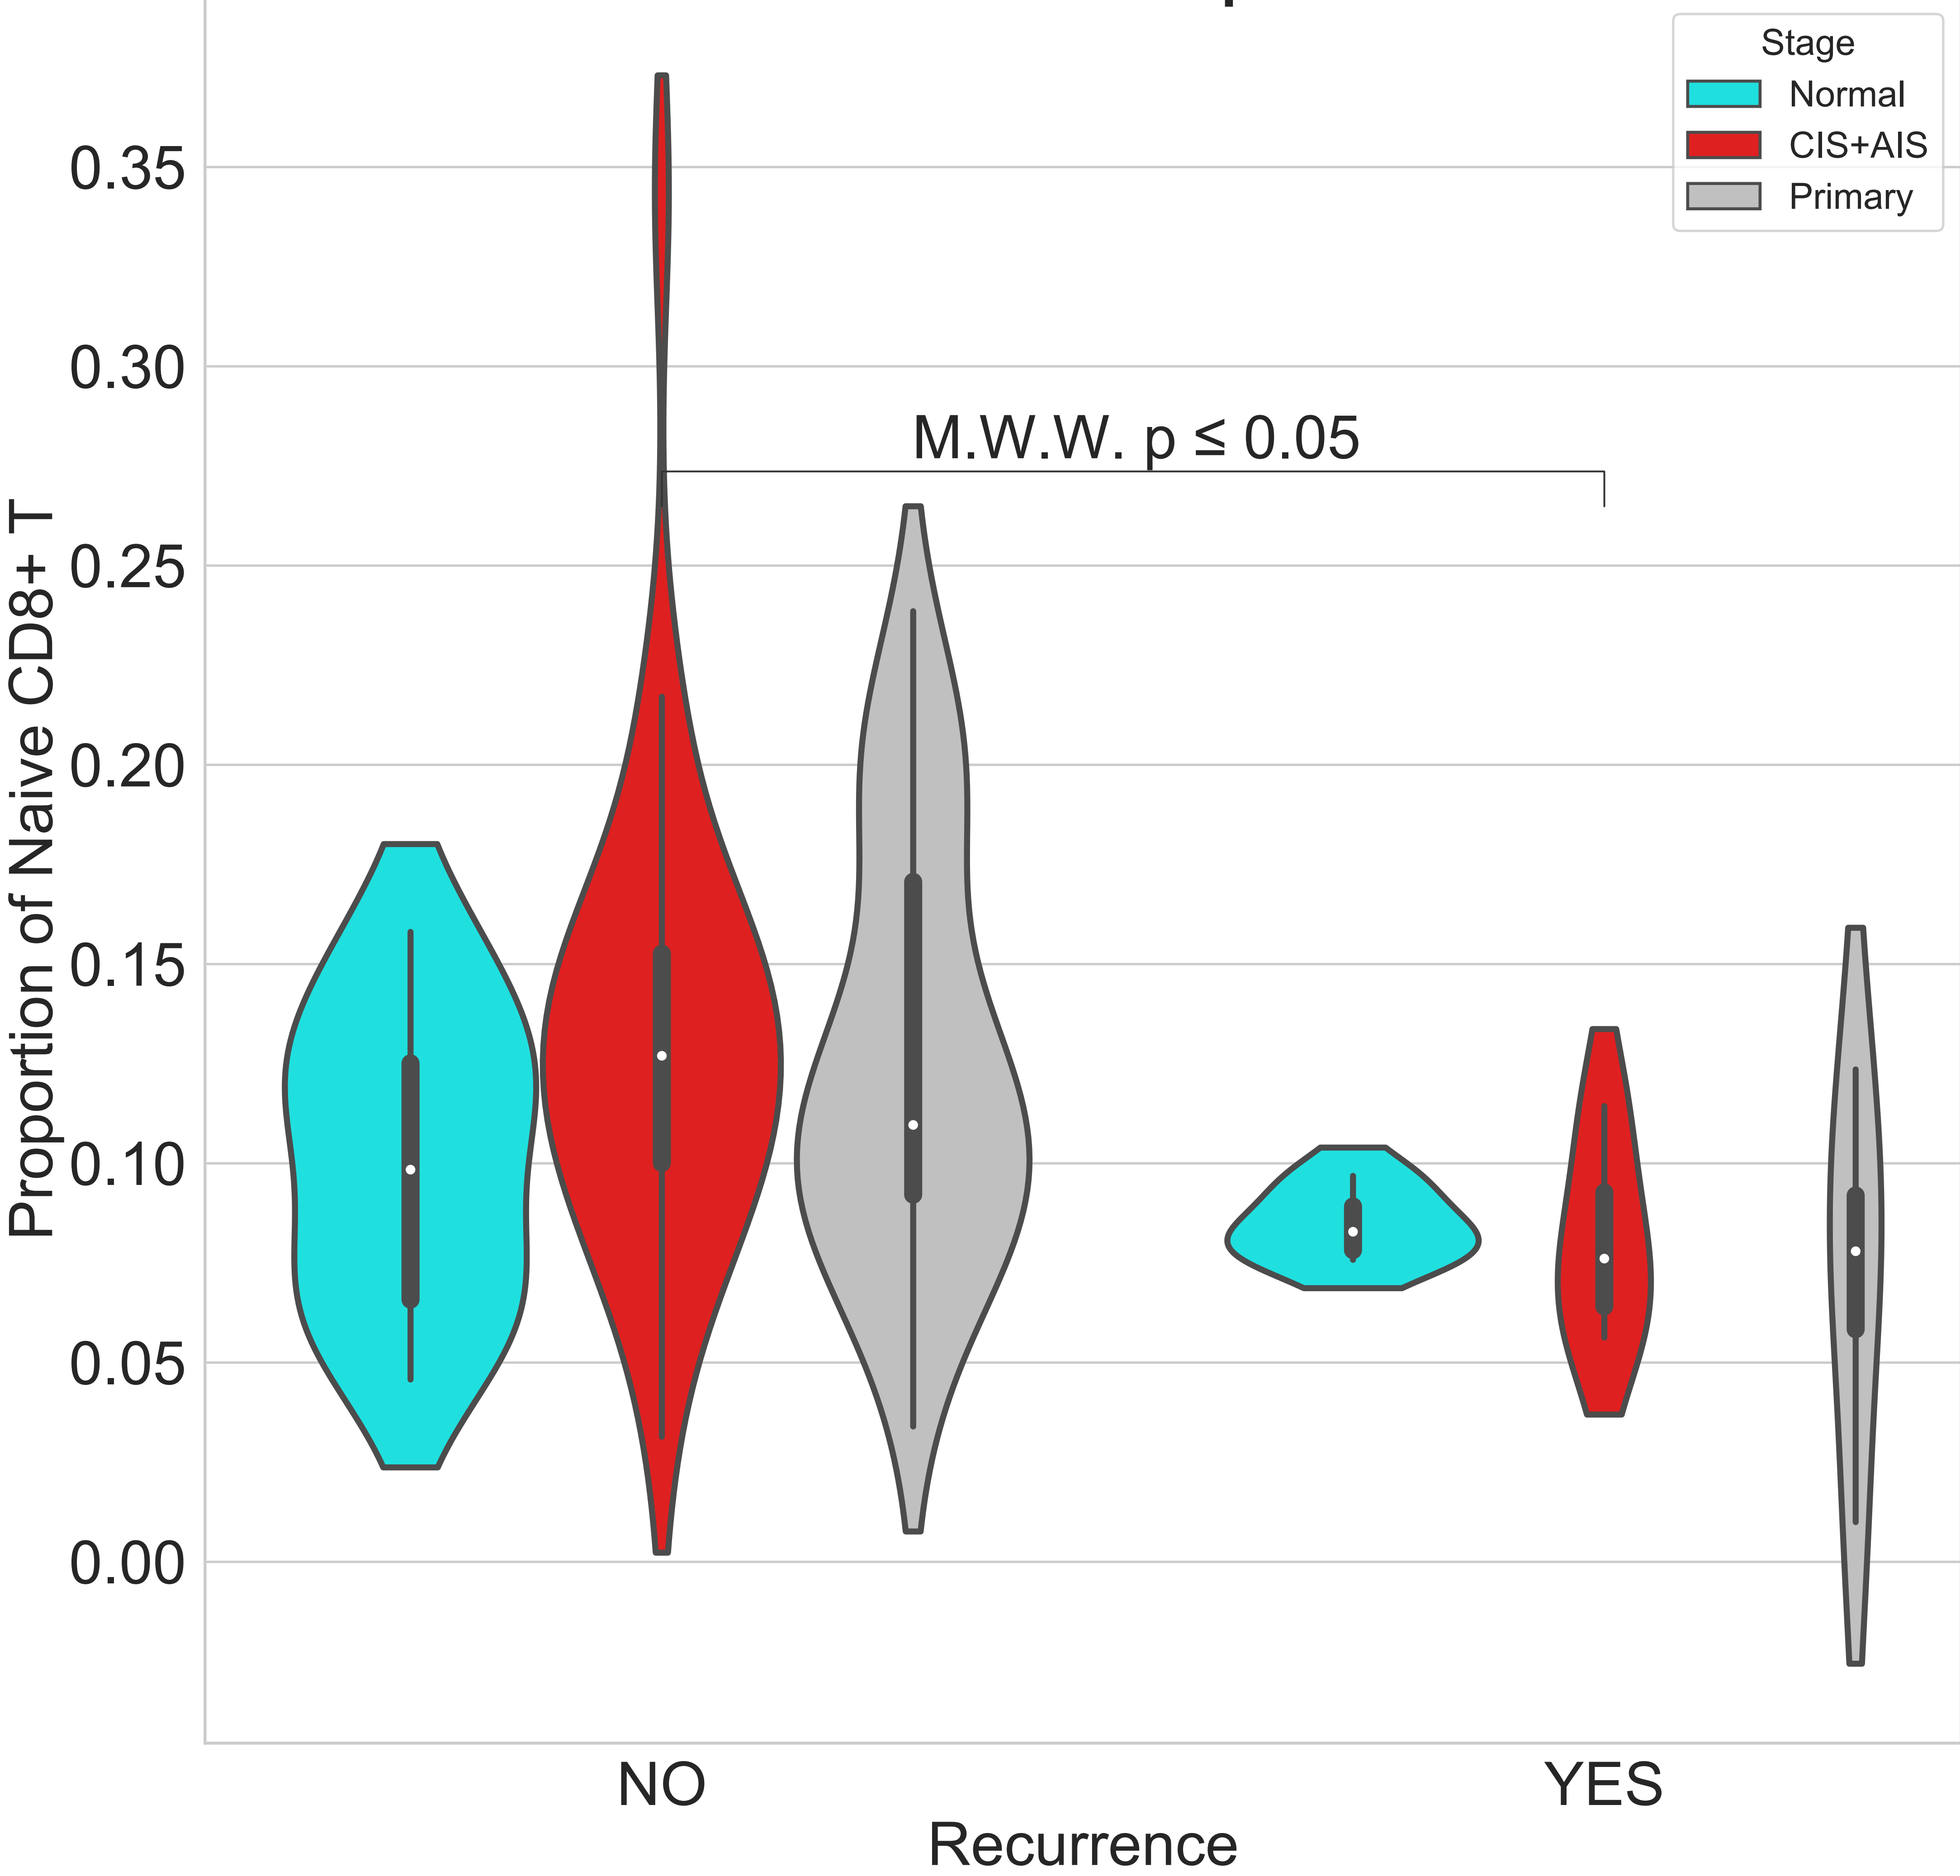 Stage
Normal
CIS+AIS
Primary
0.35
0.30
0.25
0.20
0.15
0.10
0.05
0.00
Proportion of Naive CD8+ T
M.W.W. p ≤ 0.05
NO
YES
Recurrence